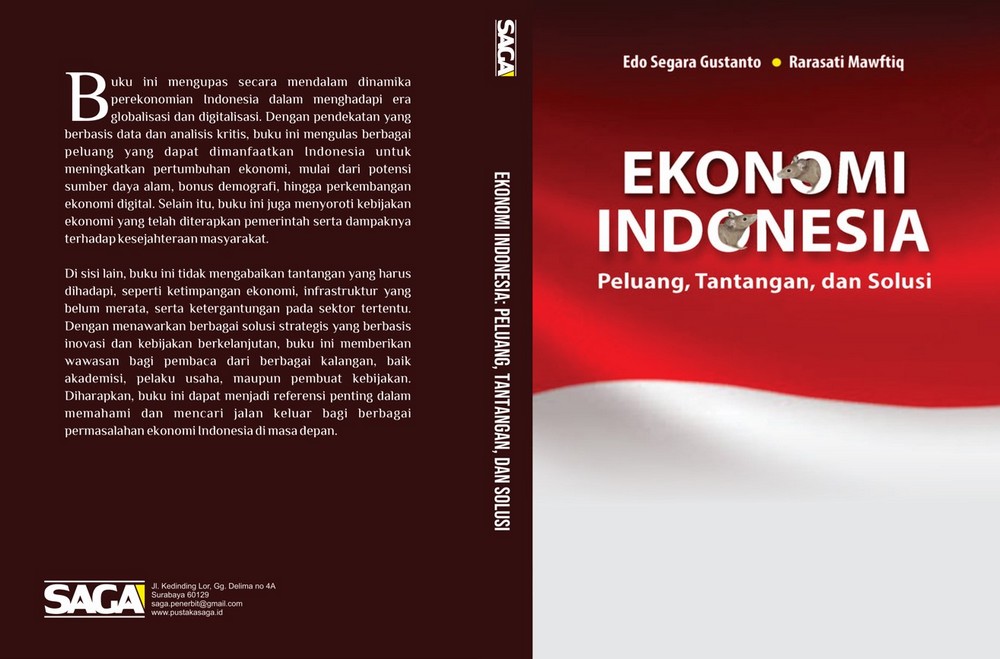 Buku ini mengupas secara mendalam dinamika
perekonomian Indonesia dalam menghadapi era
globalisasi dan digitalisasi. Dengan pendekatan yang
berbasis data dan analisis kritis, buku ini mengulas berbagai
peluang yang dapat dimanfaatkan Indonesia untuk
meningkatkan pertumbuhan ekonomi, mulai dari potensi
sumber daya alam, bonus demografi, hingga perkembangan
ekonomi digital. Selain itu, buku ini juga menyoroti kebijakan
ekonomi yang telah diterapkan pemerintah serta dampaknya
terhadap kesejahteraan masyarakat.
Di sisi lain, buku ini tidak mengabaikan tantangan yang harus
dihadapi, seperti ketimpangan ekonomi, infrastruktur yang
belum merata, serta ketergantungan pada sektor tertentu.
Dengan menawarkan berbagai solusi strategis yang berbasis
inovasi dan kebijakan berkelanjutan, buku ini memberikan
wawasan bagi pembaca dari berbagai kalangan, baik
akademisi, pelaku usaha, maupun pembuat kebijakan.
Diharapkan, buku ini dapat menjadi referensi penting dalam
memahami dan mencari jalan keluar bagi berbagai
permasalahan ekonomi Indonesia di masa depan.
SAGA
Jl. Kedinding Lor, Gg. Delima no 4A
Surabaya 60129
saga.penerbit@gmail.com
www.pustakasaga.id
SAGA
EKONOMI INDONESIA: PELUANG, TANTANGAN, DAN SOLUSI
Edo Segara Gustanto • Rarasati Mawftiq
EKONOMI
INDONESIA
Peluang, Tantangan, dan Solusi